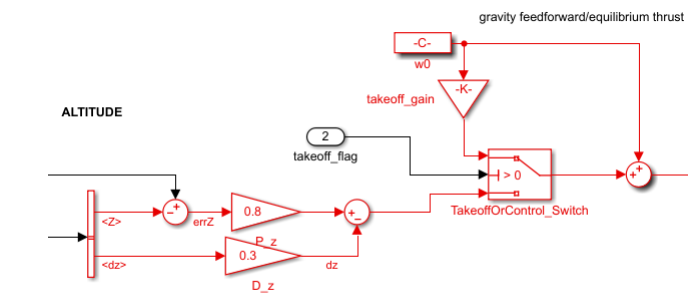 gravity feedforward/equilibrium thrust
-C-
w0
-K-
takeoff_gain
ALTITUDE
2
takeoff_flag
> 0
TakeoffOrControl_Switch
<Z>
errZ
0.8
P_z
<dz>
0.3
dz
D_z